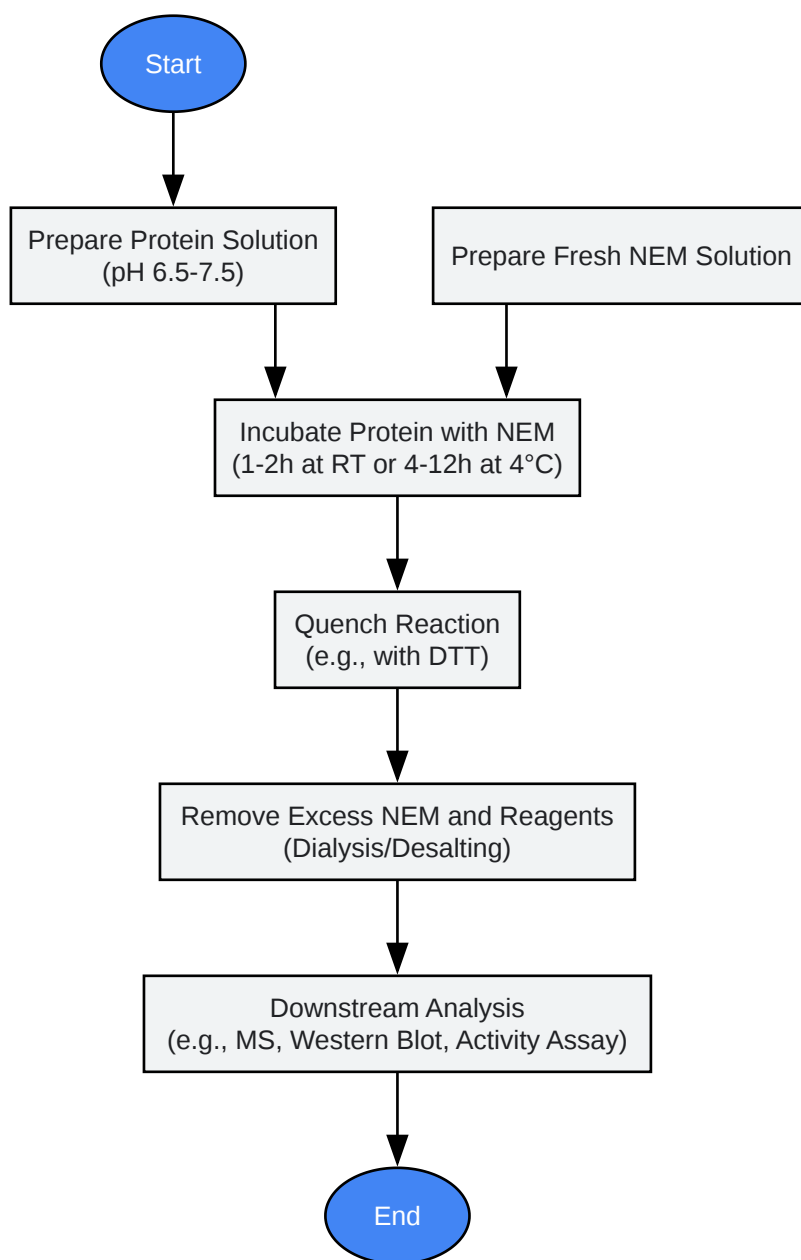 Start
Prepare Protein Solution
(pH 6.5-7.5)
Prepare Fresh NEM Solution
Incubate Protein with NEM
(1-2h at RT or 4-12h at 4°C)
Quench Reaction
(e.g., with DTT)
Remove Excess NEM and Reagents
(Dialysis/Desalting)
Downstream Analysis
(e.g., MS, Western Blot, Activity Assay)
End